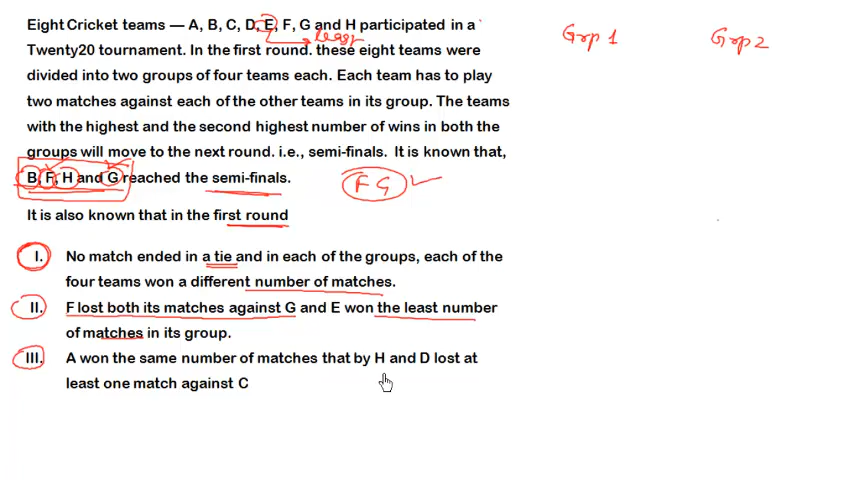 Eight Cricket teams — A, B, C, D, E, F, G and H participated in a
least
Grp 1
Grp 2
Twenty20 tournament. In the first round. these eight teams were
divided into two groups of four teams each. Each team has to play
two matches against each of the other teams in its group. The teams
with the highest and the second highest number of wins in both the
groups will move to the next round. i.e., semi-finals. It is known that,
B, F, H and G reached the semi-finals.
F G
It is also known that in the first round
I. No match ended in a tie and in each of the groups, each of the
four teams won a different number of matches.
II. F lost both its matches against G and E won the least number
of matches in its group.
III. A won the same number of matches that by H and D lost at
least one match against C